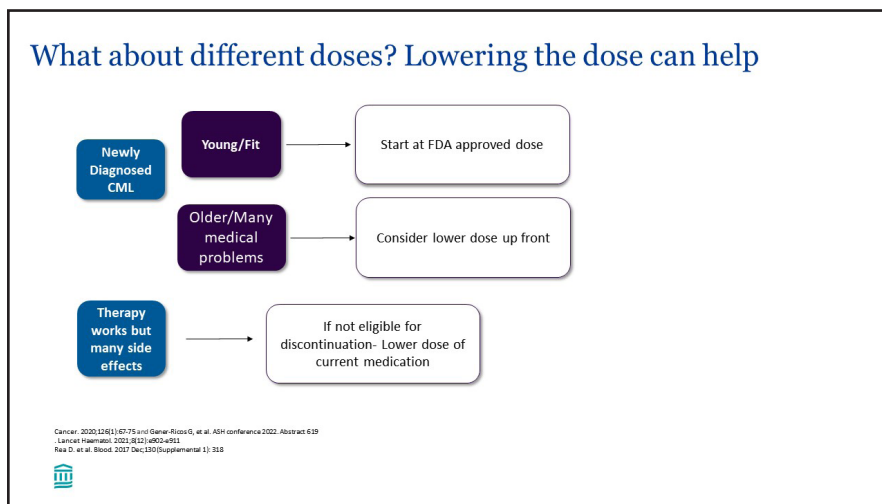 What about different doses? Lowering the dose can help
Newly
Diagnosed
CML
Young/Fit
Start at FDA approved dose
Older/Many
medical
problems
Consider lower dose up front
Therapy
works but
many side
effects
If not eligible for
discontinuation- Lower dose of
current medication
Cancer. 2020;126(1):67-75 and Gener-Ricos G, et al. ASH conference 2022. Abstract 619
. Lancet Haematol. 2021;8(12):e902-e911
Rea D. et al. Blood. 2017 Dec;130(Supplemental 1): 318